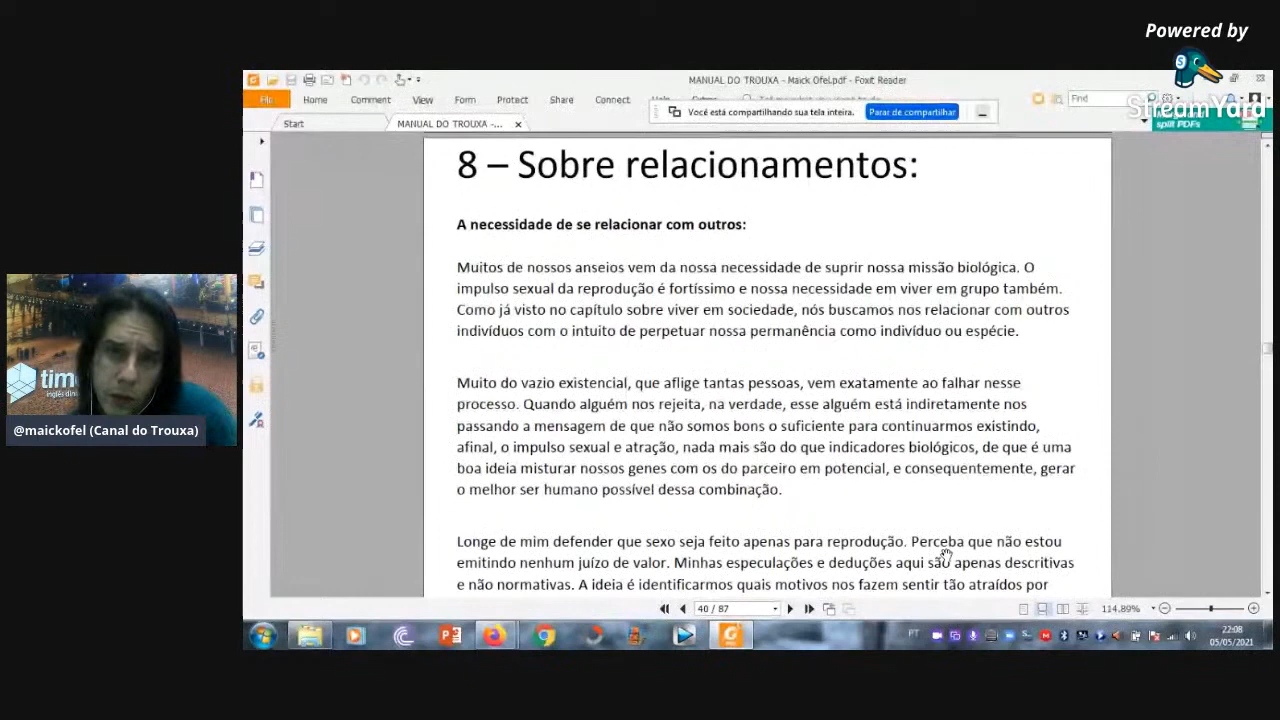 Powered by
StreamYard
MANUAL DO TROUXA - Maick Ofel.pdf - Foxit Reader
File Home Comment View Form Protect Share Connect Help
Find
Você está compartilhando sua tela inteira. Parar de compartilhar
split PDFs
Start MANUAL DO TROUXA -...
8 – Sobre relacionamentos:
A necessidade de se relacionar com outros:
Muitos de nossos anseios vem da nossa necessidade de suprir nossa missão biológica. O
impulso sexual da reprodução é fortíssimo e nossa necessidade em viver em grupo também.
Como já visto no capítulo sobre viver em sociedade, nós buscamos nos relacionar com outros
indivíduos com o intuito de perpetuar nossa permanência como indivíduo ou espécie.
Muito do vazio existencial, que aflige tantas pessoas, vem exatamente ao falhar nesse
processo. Quando alguém nos rejeita, na verdade, esse alguém está indiretamente nos
passando a mensagem de que não somos bons o suficiente para continuarmos existindo,
afinal, o impulso sexual e atração, nada mais são do que indicadores biológicos, de que é uma
boa ideia misturar nossos genes com os do parceiro em potencial, e consequentemente, gerar
o melhor ser humano possível dessa combinação.
Longe de mim defender que sexo seja feito apenas para reprodução. Perceba que não estou
emitindo nenhum juízo de valor. Minhas especulações e deduções aqui são apenas descritivas
e não normativas. A ideia é identificarmos quais motivos nos fazem sentir tão atraídos por
tim
inglês din
@maickofel (Canal do Trouxa)
40 / 87
114,89%
PT
22:08
05/05/2021